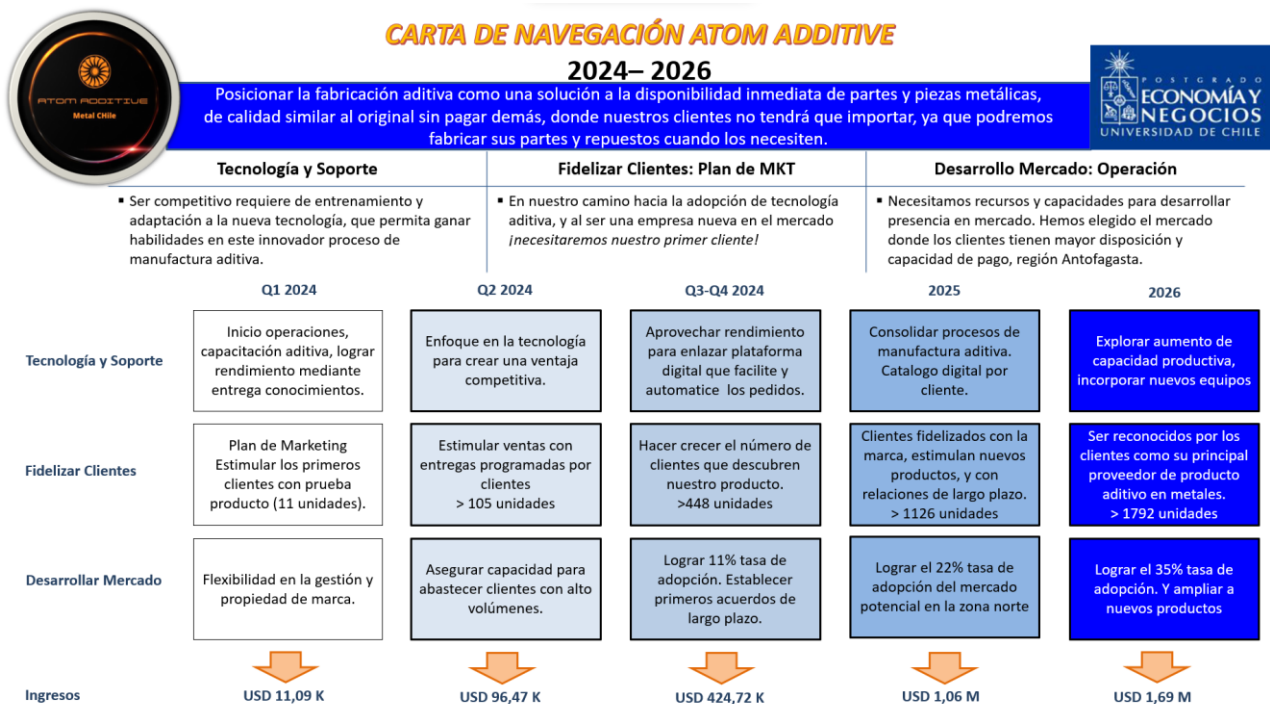 CARTA DE NAVEGACIÓN ATOM ADDITIVE
2024– 2026
ATOM ADDITIVE
Metal CHile
Posicionar la fabricación aditiva como una solución a la disponibilidad inmediata de partes y piezas metálicas,
de calidad similar al original sin pagar demás, donde nuestros clientes no tendrá que importar, ya que podremos
fabricar sus partes y repuestos cuando los necesiten.
POSTGRADO
ECONOMÍA Y
NEGOCIOS
UNIVERSIDAD DE CHILE
Tecnología y Soporte
▪ Ser competitivo requiere de entrenamiento y
adaptación a la nueva tecnología, que permita ganar
habilidades en este innovador proceso de
manufactura aditiva.
Fidelizar Clientes: Plan de MKT
▪ En nuestro camino hacia la adopción de tecnología
aditiva, y al ser una empresa nueva en el mercado
¡necesitaremos nuestro primer cliente!
Desarrollo Mercado: Operación
▪ Necesitamos recursos y capacidades para desarrollar
presencia en mercado. Hemos elegido el mercado
donde los clientes tienen mayor disposición y
capacidad de pago, región Antofagasta.
Q1 2024
Q2 2024
Q3-Q4 2024
2025
2026
Tecnología y Soporte
Inicio operaciones,
capacitación aditiva, lograr
rendimiento mediante
entrega conocimientos.
Enfoque en la tecnología
para crear una ventaja
competitiva.
Aprovechar rendimiento
para enlazar plataforma
digital que facilite y
automatice los pedidos.
Consolidar procesos de
manufactura aditiva.
Catalogo digital por
cliente.
Explorar aumento de
capacidad productiva,
incorporar nuevos equipos
Fidelizar Clientes
Plan de Marketing
Estimular los primeros
clientes con prueba
producto (11 unidades).
Estimular ventas con
entregas programadas por
clientes
> 105 unidades
Hacer crecer el número de
clientes que descubren
nuestro producto.
>448 unidades
Clientes fidelizados con la
marca, estimulan nuevos
productos, y con
relaciones de largo plazo.
> 1126 unidades
Ser reconocidos por los
clientes como su principal
proveedor de producto
aditivo en metales.
> 1792 unidades
Desarrollar Mercado
Flexibilidad en la gestión y
propiedad de marca.
Asegurar capacidad para
abastecer clientes con alto
volúmenes.
Lograr 11% tasa de
adopción. Establecer
primeros acuerdos de
largo plazo.
Lograr el 22% tasa de
adopción del mercado
potencial en la zona norte
Lograr el 35% tasa de
adopción. Y ampliar a
nuevos productos
Ingresos
USD 11,09 K
USD 96,47 K
USD 424,72 K
USD 1,06 M
USD 1,69 M